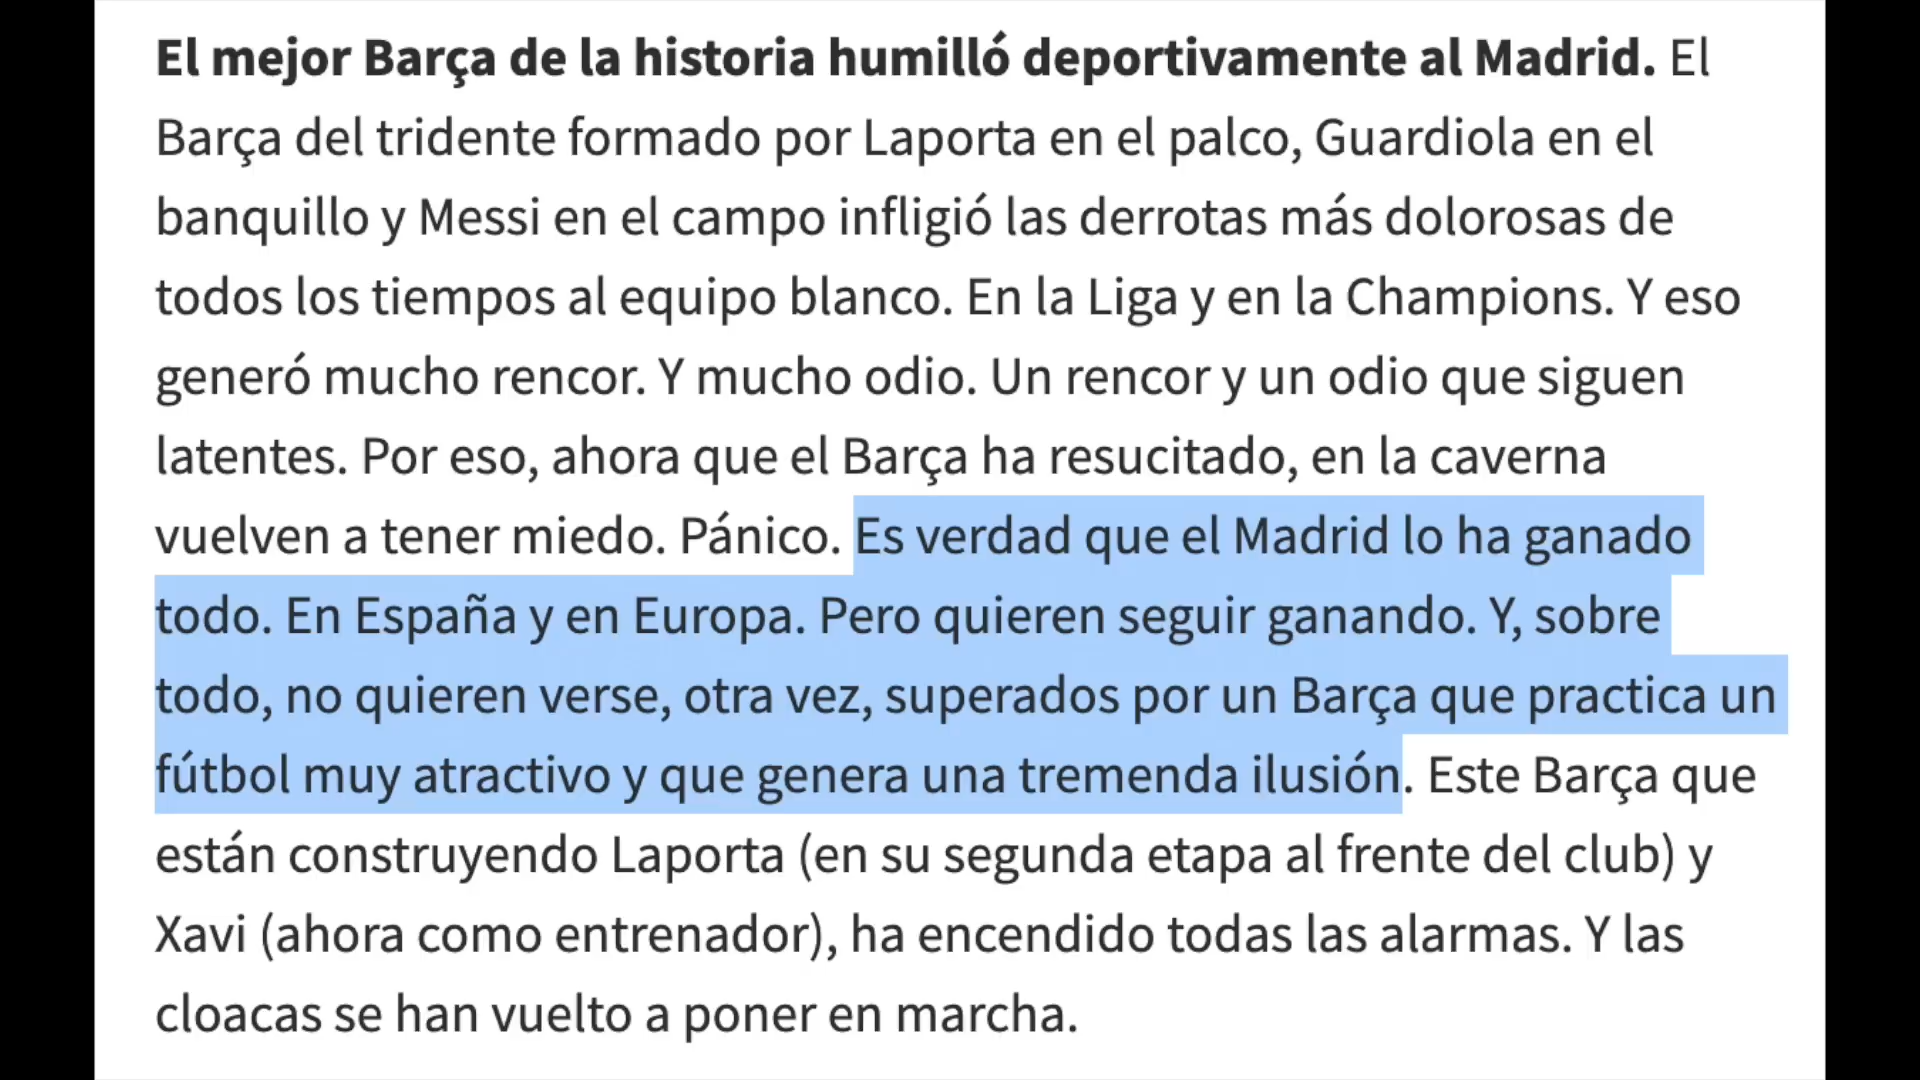 El mejor Barça de la historia humilló deportivamente al Madrid. El
Barça del tridente formado por Laporta en el palco, Guardiola en el
banquillo y Messi en el campo infligió las derrotas más dolorosas de
todos los tiempos al equipo blanco. En la Liga y en la Champions. Y eso
generó mucho rencor. Y mucho odio. Un rencor y un odio que siguen
latentes. Por eso, ahora que el Barça ha resucitado, en la caverna
vuelven a tener miedo. Pánico. Es verdad que el Madrid lo ha ganado
todo. En España y en Europa. Pero quieren seguir ganando. Y, sobre
todo, no quieren verse, otra vez, superados por un Barça que practica un
fútbol muy atractivo y que genera una tremenda ilusión. Este Barça que
están construyendo Laporta (en su segunda etapa al frente del club) y
Xavi (ahora como entrenador), ha encendido todas las alarmas. Y las
cloacas se han vuelto a poner en marcha.